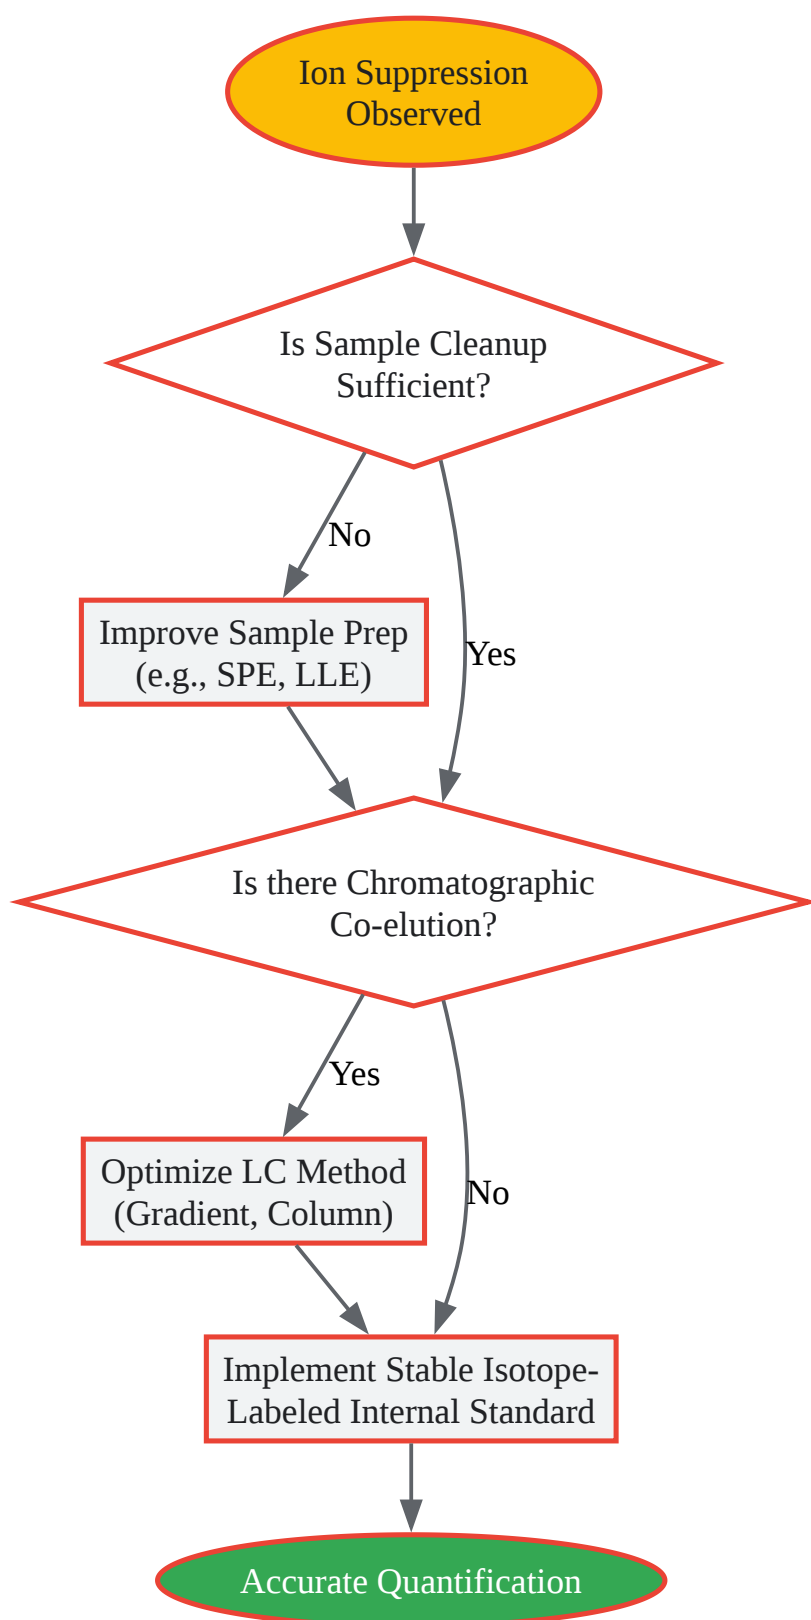 Ion Suppression
Observed
Is Sample Cleanup
Sufficient?
No
Improve Sample Prep
(e.g., SPE, LLE)
Yes
Is there Chromatographic
Co-elution?
Yes
Optimize LC Method
(Gradient, Column)
No
Implement Stable Isotope-
Labeled Internal Standard
Accurate Quantification